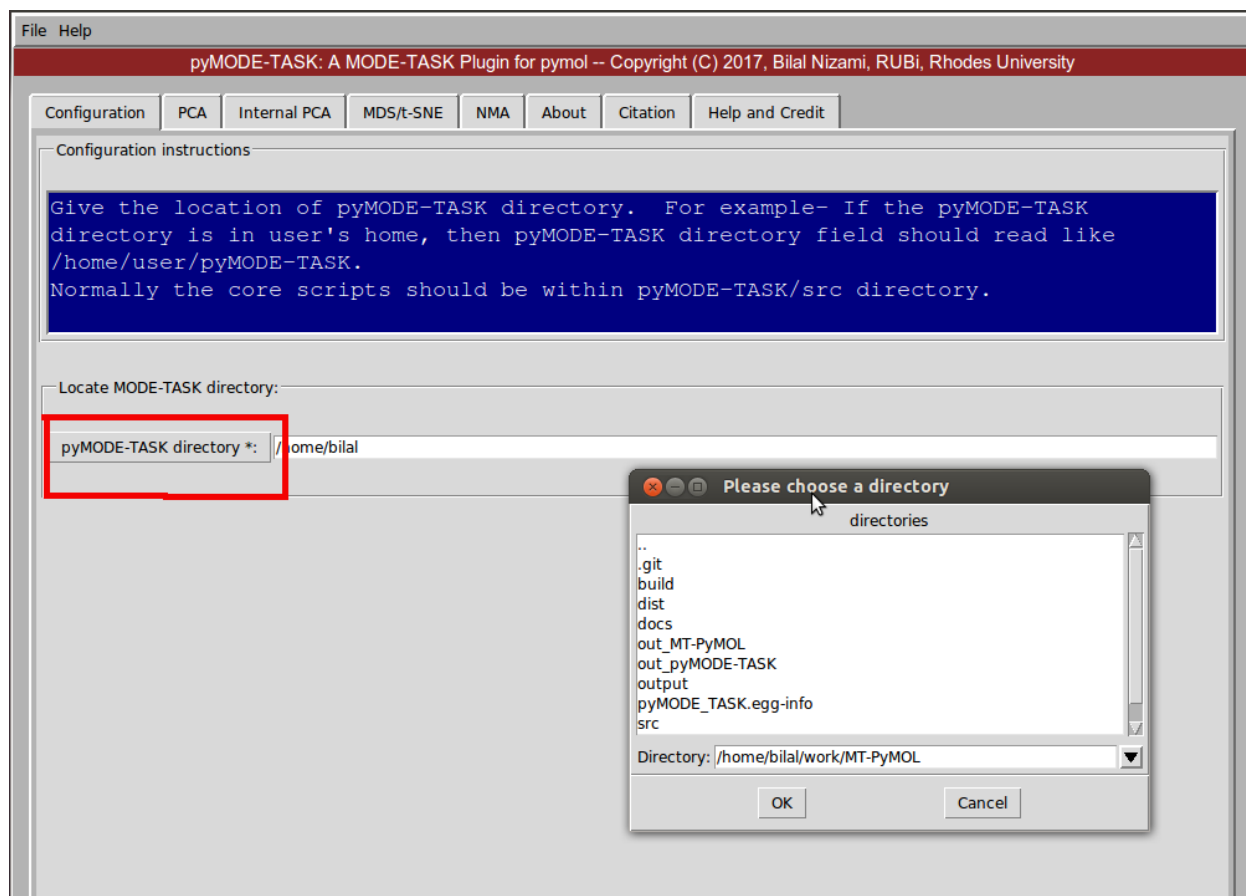 File Help
pyMODE-TASK: A MODE-TASK Plugin for pymol -- Copyright (C) 2017, Bilal Nizami, RUBi, Rhodes University
Configuration PCA Internal PCA MDS/t-SNE NMA About Citation Help and Credit
Configuration instructions
Give the location of pyMODE-TASK directory.  For example- If the pyMODE-TASK
directory is in user's home, then pyMODE-TASK directory field should read like
/home/user/pyMODE-TASK.
Normally the core scripts should be within pyMODE-TASK/src directory.
Locate MODE-TASK directory:
pyMODE-TASK directory *: /home/bilal
Please choose a directory
directories
..
.git
build
dist
docs
out_MT-PyMOL
out_pyMODE-TASK
output
pyMODE_TASK.egg-info
src
Directory: /home/bilal/work/MT-PyMOL
OK Cancel